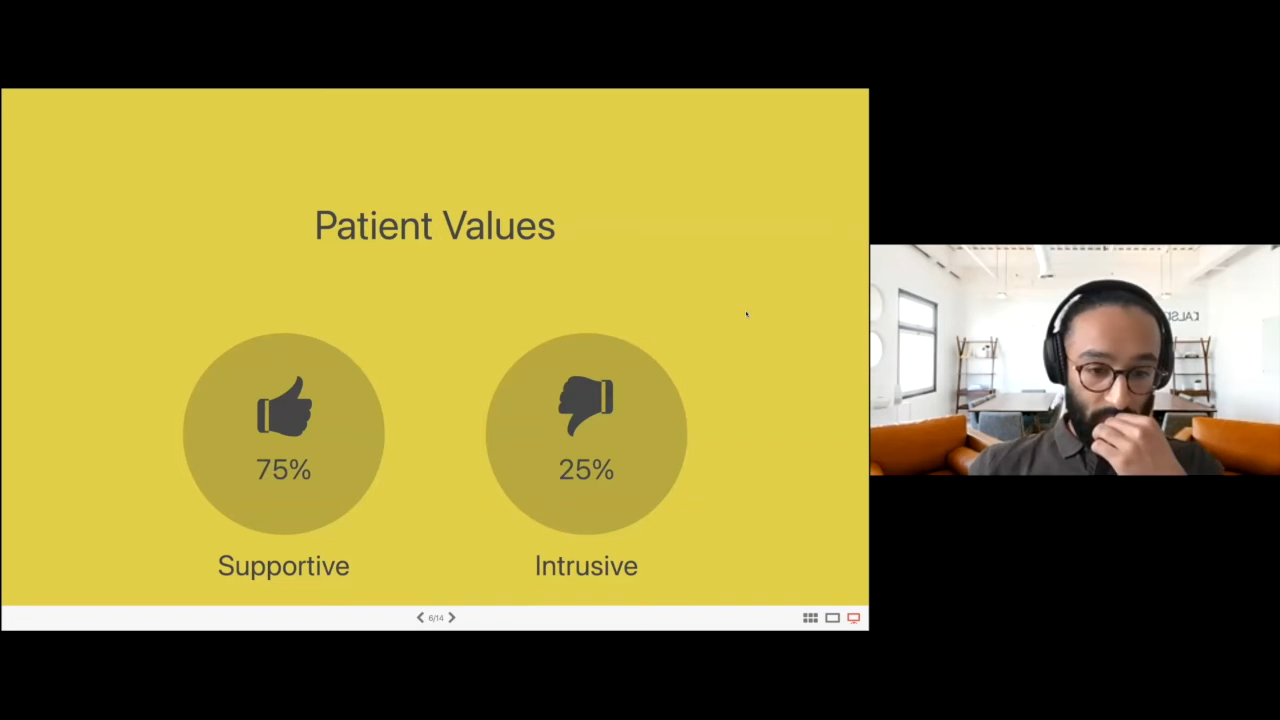 Patient Values
75%
25%
Supportive
Intrusive
6/14